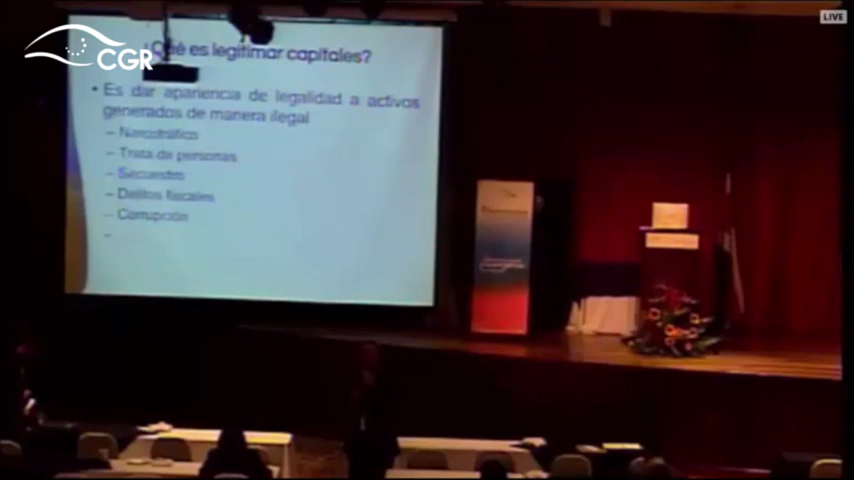 LIVE
CGR
¿Qué es legitimar capitales?
• Es dar apariencia de legalidad a activos
generados de manera ilegal
– Narcotráfico
– Trata de personas
– Secuestro
– Delitos fiscales
– Corrupción
–